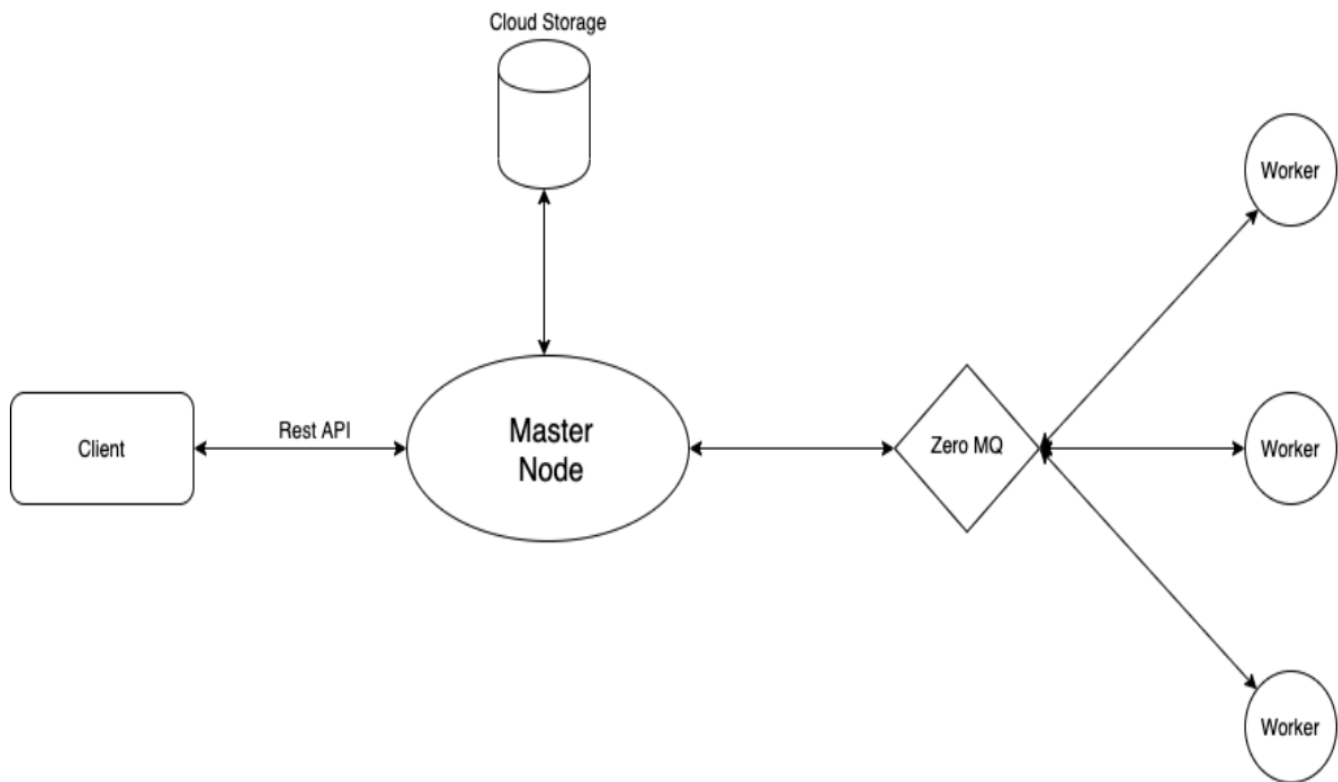 Cloud Storage
Worker
Client
Rest API
Master
Node
Zero MQ
Worker
Worker